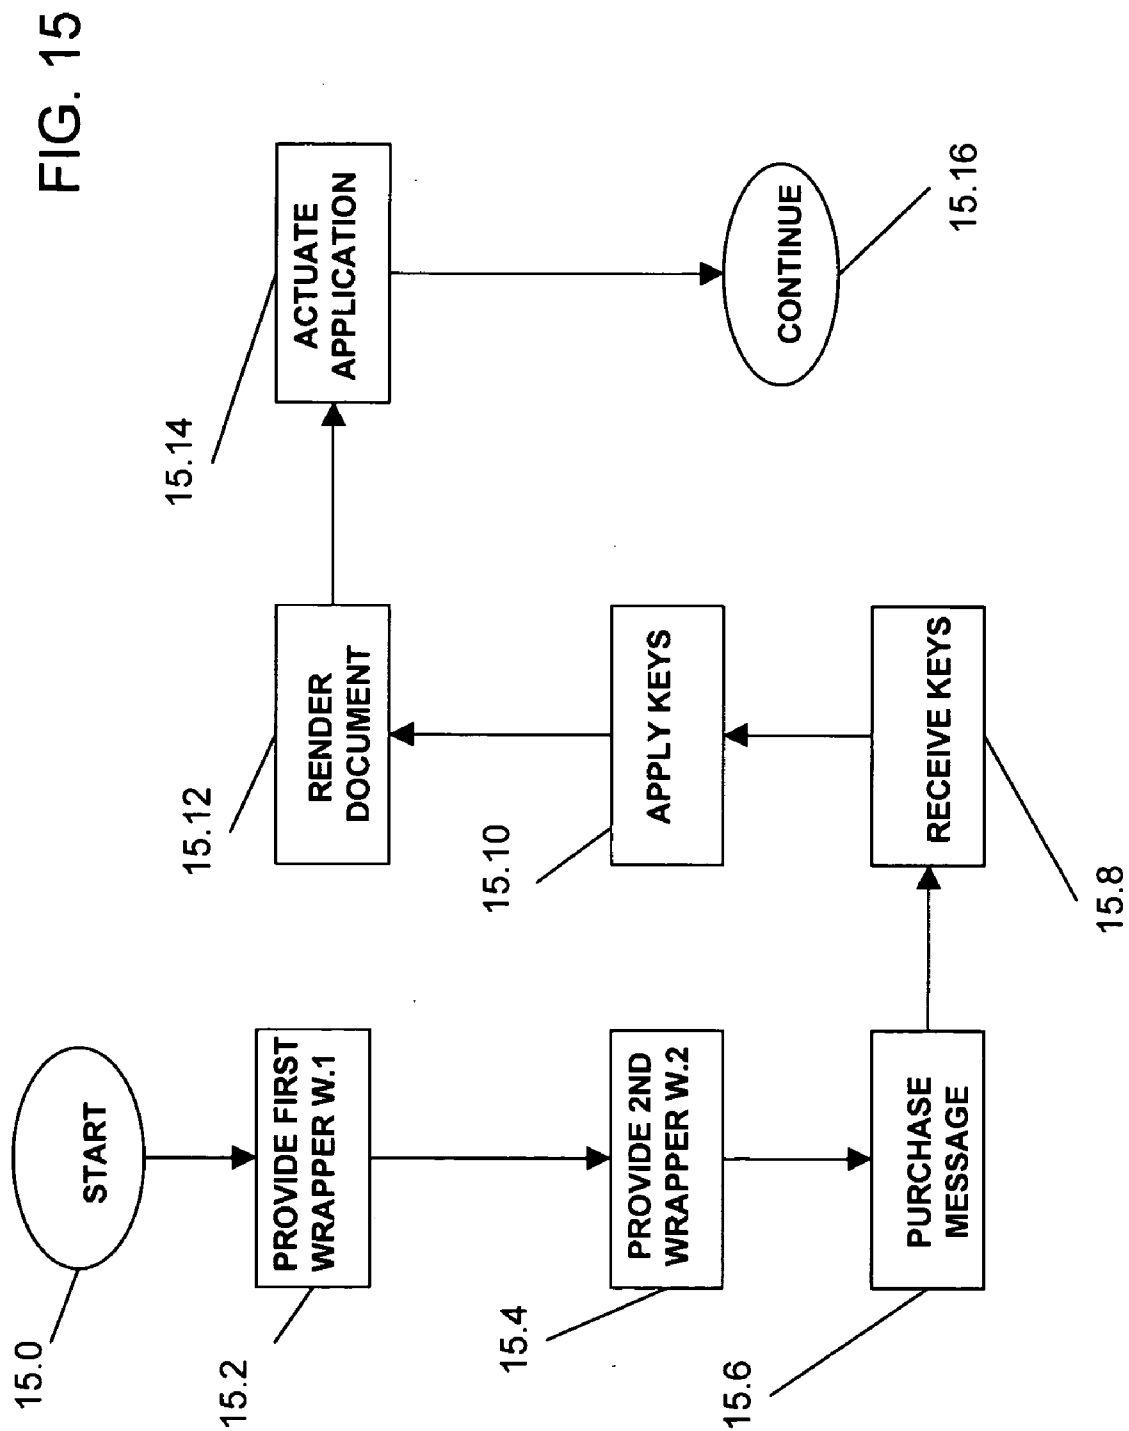 FIG. 15
15.0
START
15.2
PROVIDE FIRST
WRAPPER W.1
15.4
PROVIDE 2ND
WRAPPER W.2
15.6
PURCHASE
MESSAGE
15.8
RECEIVE KEYS
15.10
APPLY KEYS
15.12
RENDER
DOCUMENT
15.14
ACTUATE
APPLICATION
15.16
CONTINUE